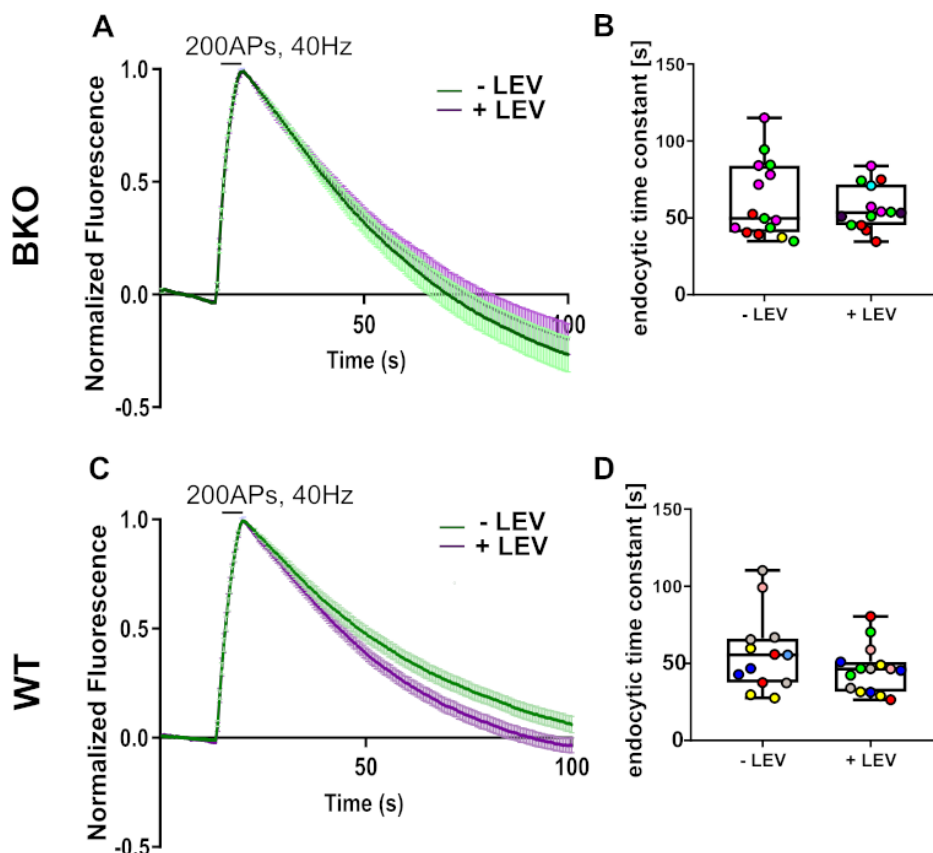 BKO
A
200APs, 40Hz
Normalized Fluorescence
1.0
0.5
0.0
-0.5
50
100
Time (s)
- LEV
+ LEV
B
endocytic time constant [s]
150
100
50
0
- LEV
+ LEV
WT
C
200APs, 40Hz
Normalized Fluorescence
1.0
0.5
0.0
-0.5
50
100
Time (s)
- LEV
+ LEV
D
endocytic time constant [s]
150
100
50
0
- LEV
+ LEV